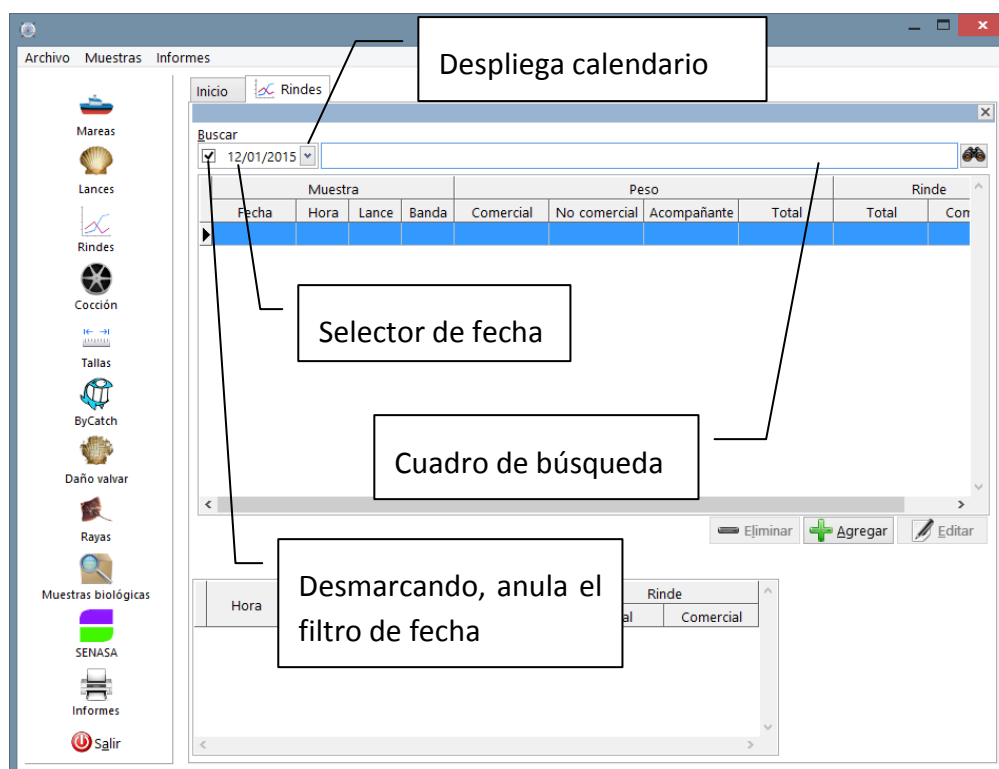 Archivo Muestras Informes
Despliega calendario
Inicio Rindes
Buscar
12/01/2015
Muestra Peso Rinde
Fecha Hora Lance Banda Comercial No comercial Acompañante Total Total Com
Mareas
Lances
Rindes
Cocción
Tallas
ByCatch
Daño valvar
Rayas
Muestras biológicas
SENASA
Informes
Salir
Selector de fecha
Cuadro de búsqueda
Eliminar Agregar Editar
Desmarcando, anula el
filtro de fecha
Rinde
Hora al Comercial